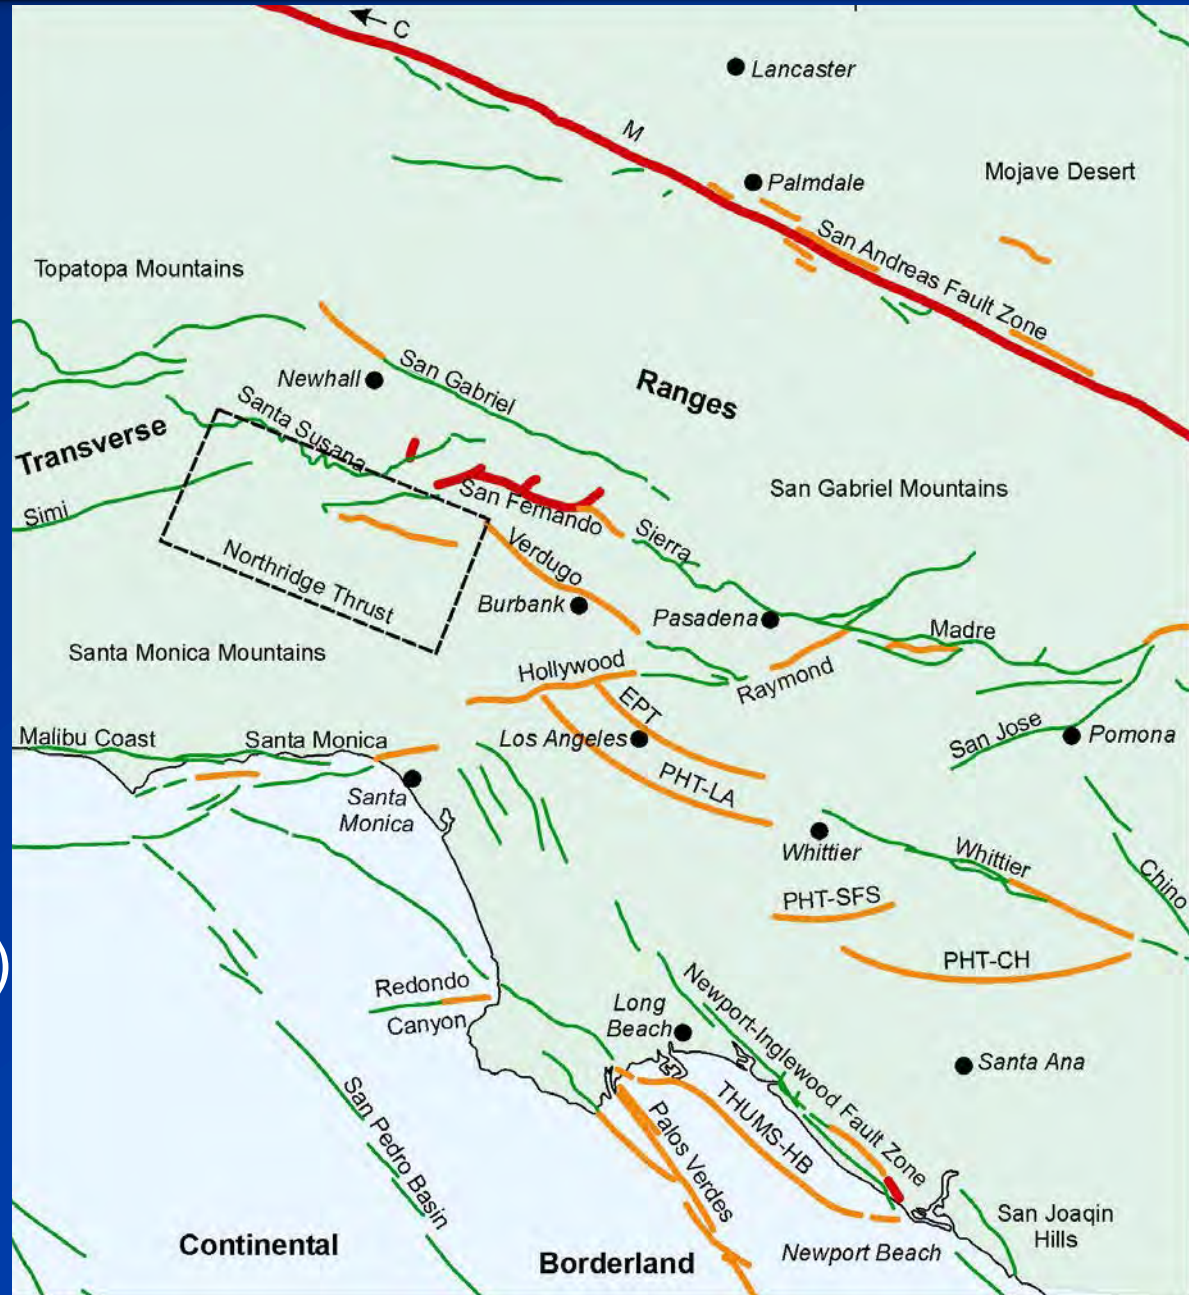 C
Lancaster
M
Mojave Desert
Palmdale
San Andreas Fault Zone
Topatopa Mountains
Newhall
San Gabriel
Ranges
Santa Susana
Transverse
San Gabriel Mountains
Simi
San Fernando
Sierra
Northridge Thrust
Verdugo
Burbank
Pasadena
Madre
Santa Monica Mountains
Hollywood
Raymond
EPT
Malibu Coast
Santa Monica
Los Angeles
San Jose
Pomona
PHT-LA
Santa
Monica
Whittier
Whittier
Chino
PHT-SFS
PHT-CH
Redondo
Canyon
Long
Beach
Newport-Inglewood Fault Zone
Santa Ana
San Pedro Basin
Palos Verdes
THUMS-HB
San Joaqin
Hills
Continental
Borderland
Newport Beach
)